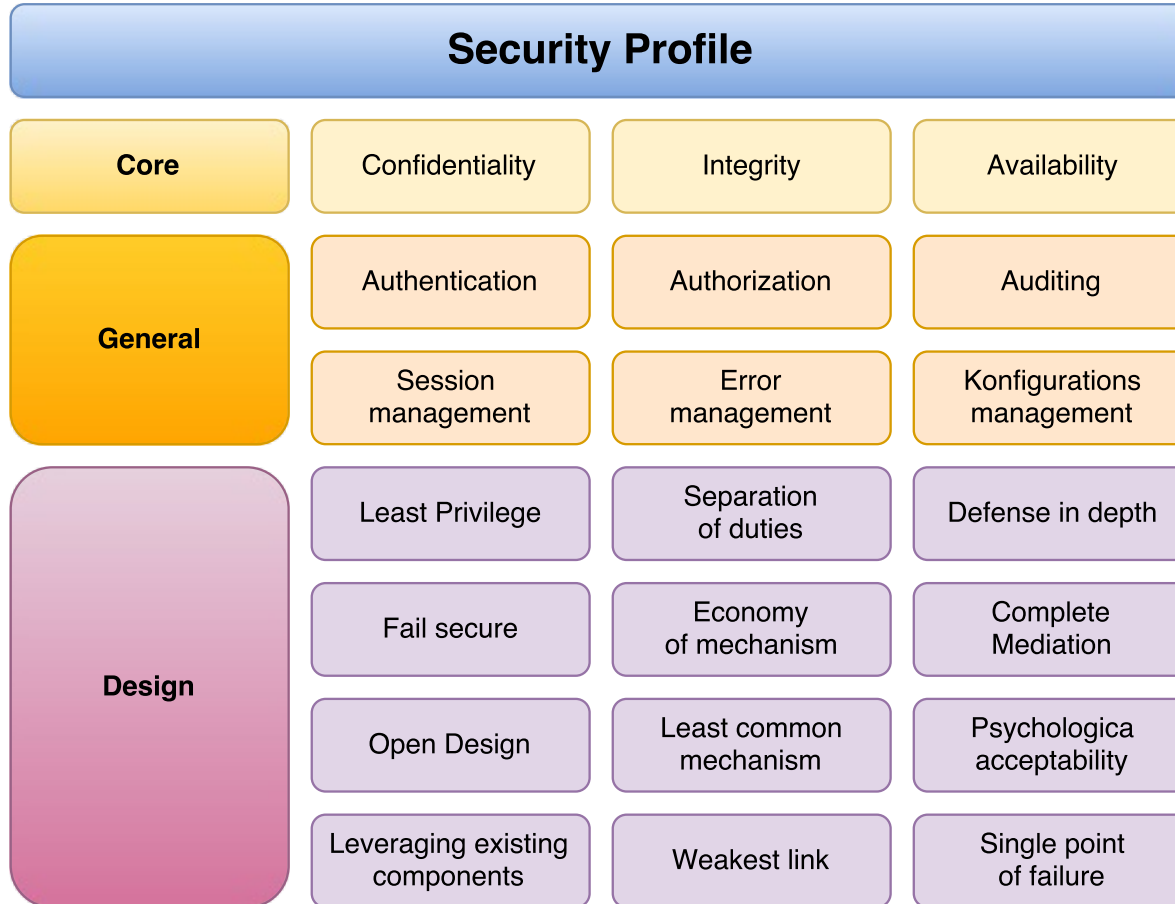 Security Profile
Core
Confidentiality
Integrity
Availability
General
Authentication
Authorization
Auditing
Session
management
Error
management
Konfigurations
management
Design
Least Privilege
Separation
of duties
Defense in depth
Fail secure
Economy
of mechanism
Complete
Mediation
Open Design
Least common
mechanism
Psychologica
acceptability
Leveraging existing
components
Weakest link
Single point
of failure